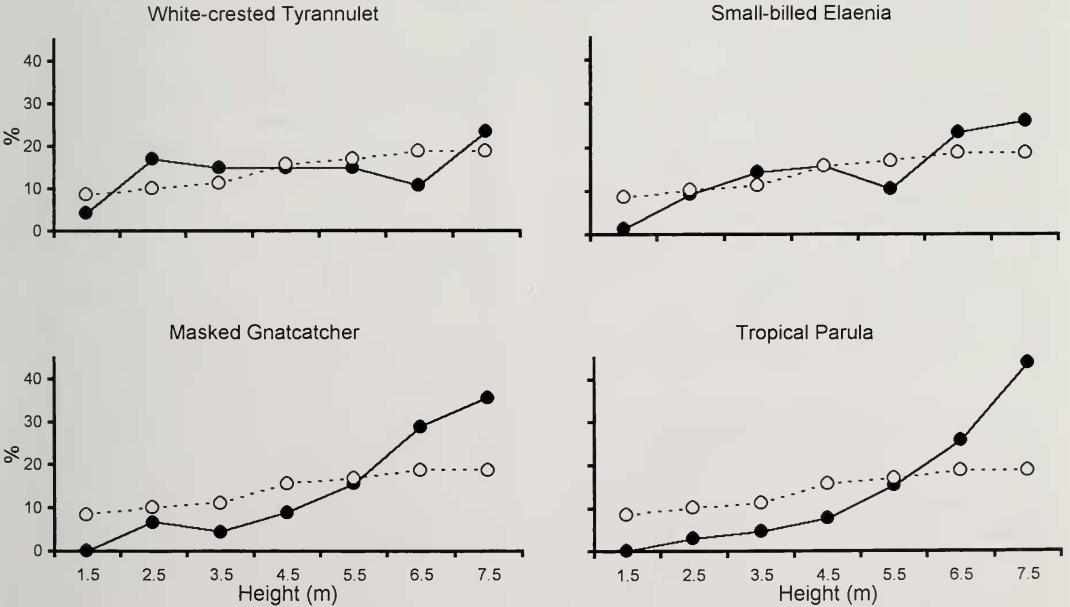 White-crested Tyrannulet
Small-billed Elaenia
40
30
%
20
10
0
Masked Gnatcatcher
Tropical Parula
40
30
%
20
10
0
1.5 2.5 3.5 4.5 5.5 6.5 7.5
1.5 2.5 3.5 4.5 5.5 6.5 7.5
Height (m)
Height (m)